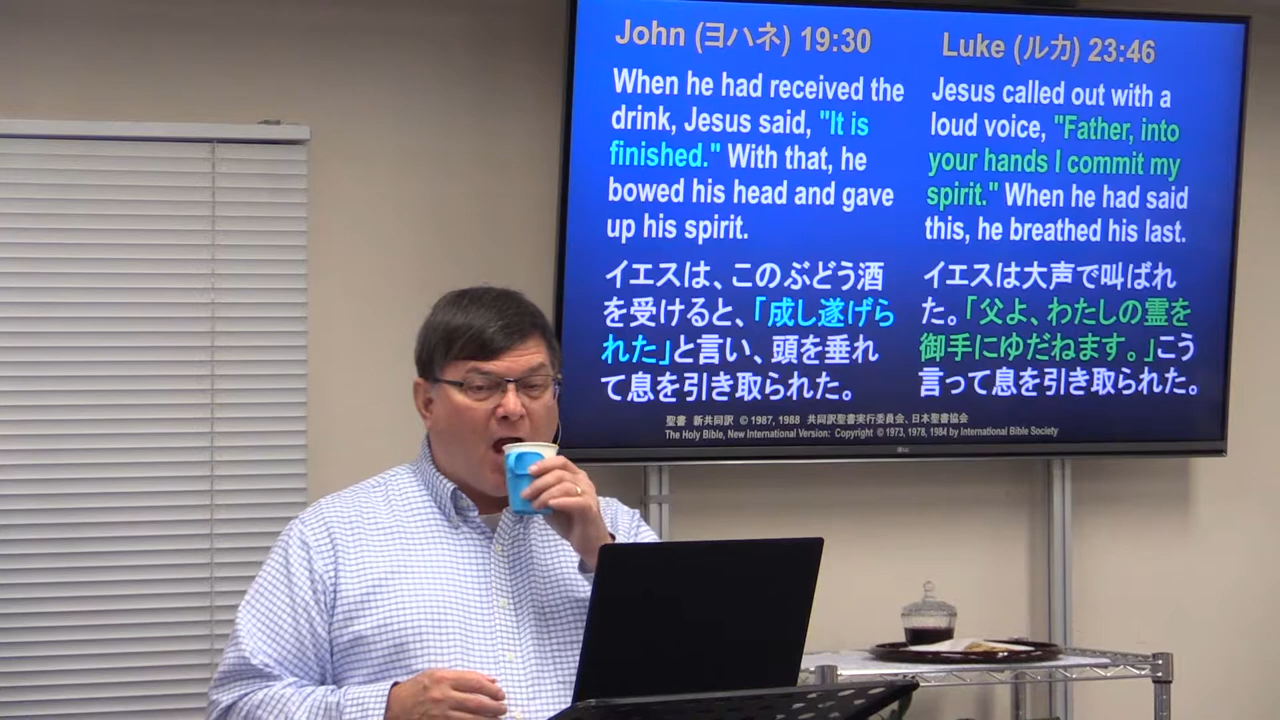 John (ヨハネ) 19:30
When he had received the
drink, Jesus said, "It is
finished." With that, he
bowed his head and gave
up his spirit.
イエスは、このぶどう酒
を受けると、「成し遂げら
れた」と言い、頭を垂れ
て息を引き取られた。
Luke (ルカ) 23:46
Jesus called out with a
loud voice, "Father, into
your hands I commit my
spirit." When he had said
this, he breathed his last.
イエスは大声で叫ばれ
た。「父よ、わたしの霊を
御手にゆだねます。」こう
言って息を引き取られた。
聖書 新共同訳 © 1987, 1988 共同訳聖書実行委員会、日本聖書協会
The Holy Bible, New International Version: Copyright © 1973, 1978, 1984 by International Bible Society
LG